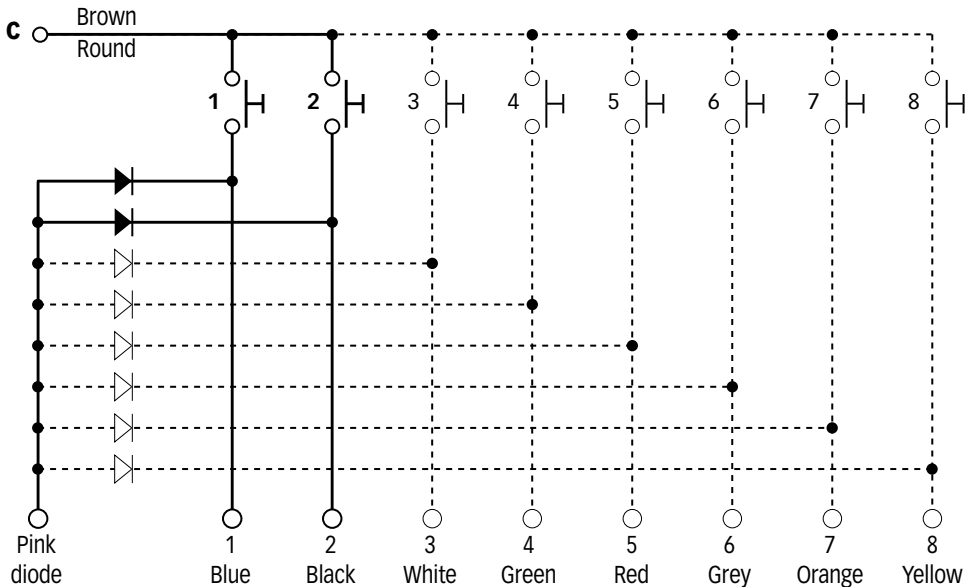 Brown
C
Round
1 2 3 4 5 6 7 8
Pink 1 2 3 4 5 6 7 8
diode Blue Black White Green Red Grey Orange Yellow